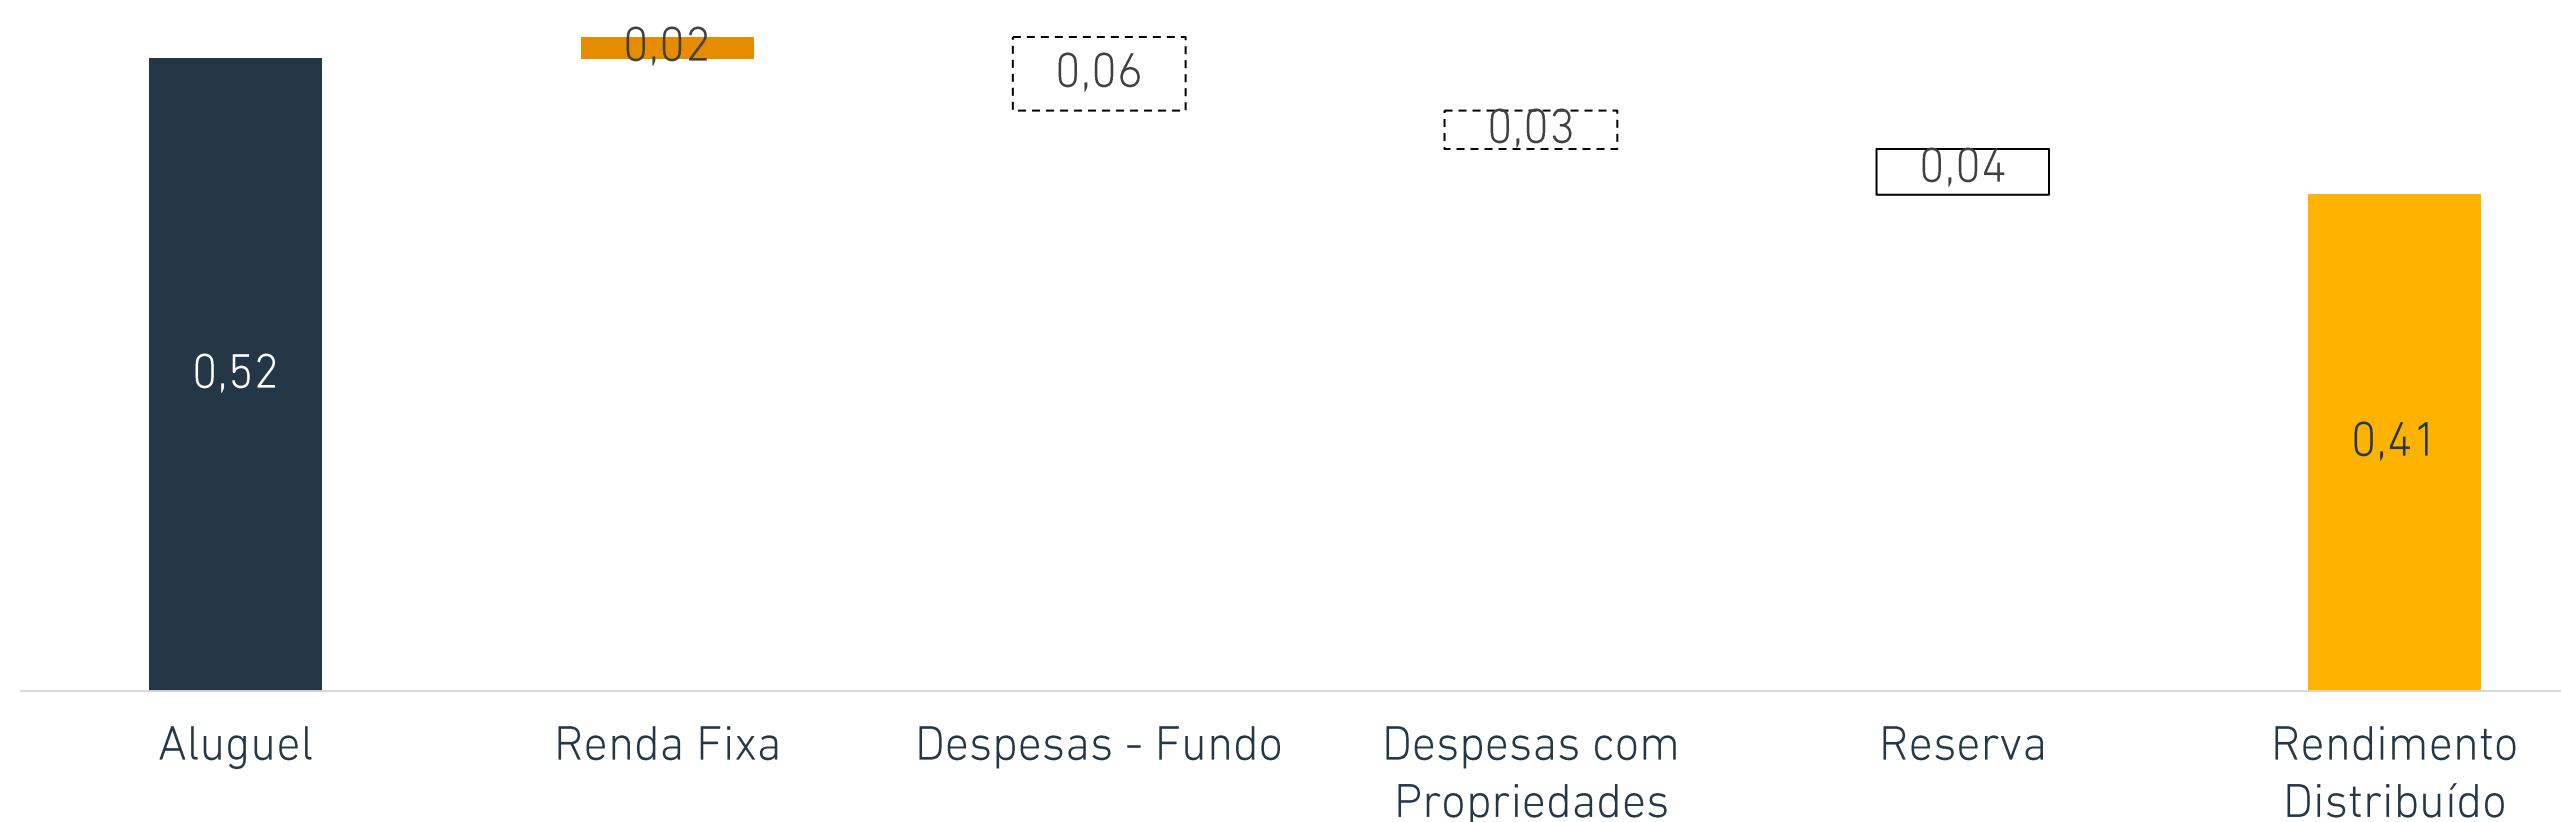 0,02
0,06
0,03
0,04
0,52
0,41
Aluguel
Renda Fixa
Despesas - Fundo
Despesas com
Propriedades
Reserva
Rendimento
Distribuído